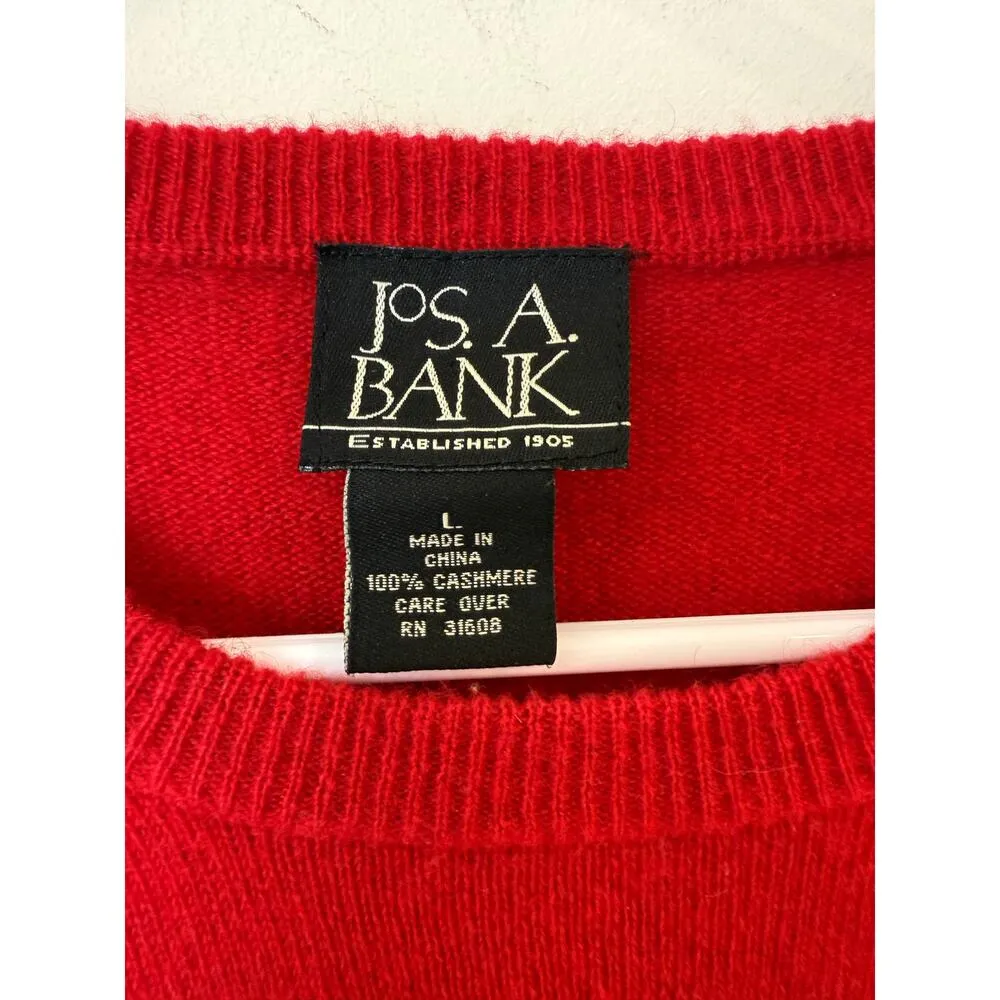 JOS. A.
BANK
ESTABLISHED 1905
L
MADE IN
CHINA
100% CASHMERE
CARE OVER
RN 31608